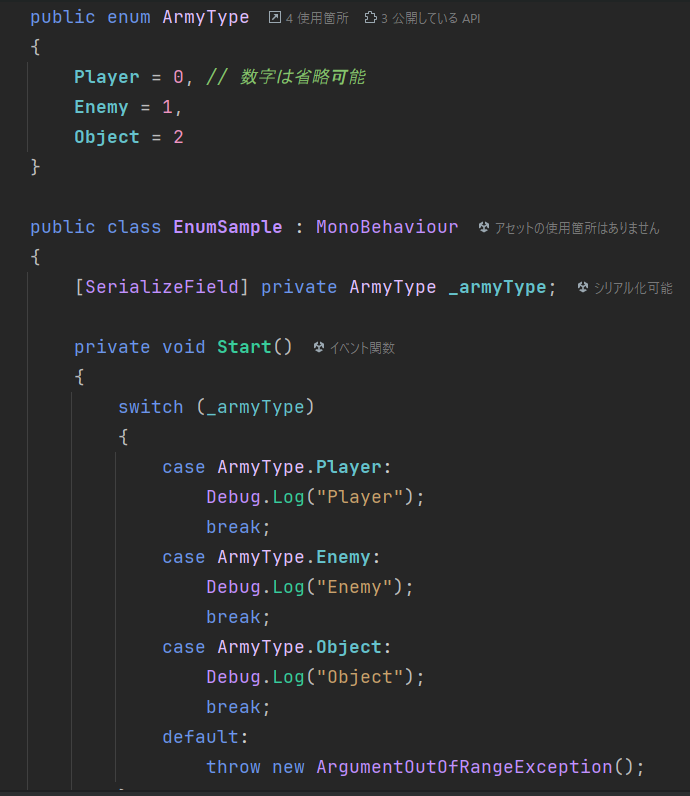 public enum ArmyType 4 使用箇所 3 公開している API
{
    Player = 0, // 数字は省略可能
    Enemy = 1,
    Object = 2
}
public class EnumSample : MonoBehaviour アセットの使用箇所はありません
{
    [SerializeField] private ArmyType _armyType; シリアル化可能
    private void Start() イベント関数
    {
        switch (_armyType)
        {
            case ArmyType.Player:
                Debug.Log("Player");
                break;
            case ArmyType.Enemy:
                Debug.Log("Enemy");
                break;
            case ArmyType.Object:
                Debug.Log("Object");
                break;
            default:
                throw new ArgumentOutOfRangeException();